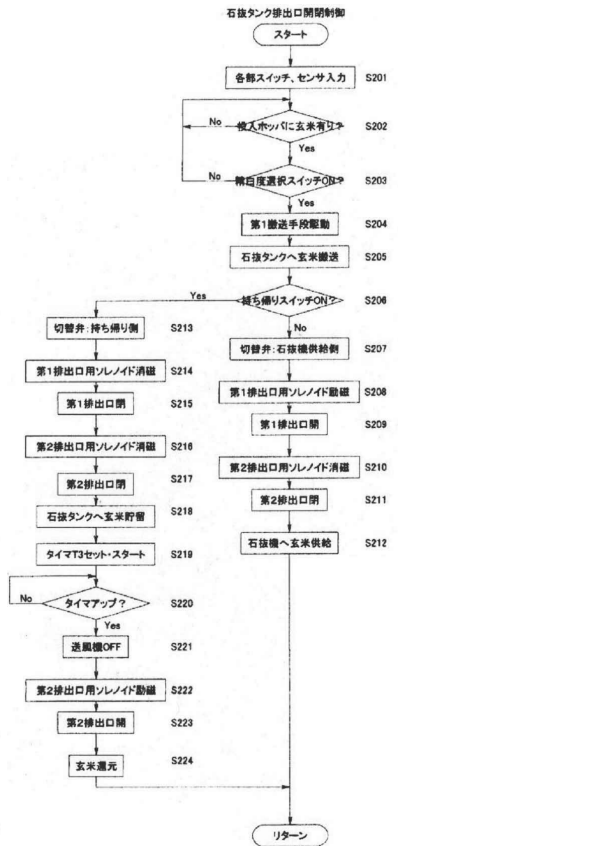 石抜タンク排出口開閉制御
スタート
各部スイッチ、センサ入力 S201
投入ホッパに玄米有り? S202
No
Yes
精白度選択スイッチON? S203
No
Yes
第1搬送手段駆動 S204
石抜タンクへ玄米搬送 S205
持ち帰りスイッチON? S206
Yes
No
切替弁:石抜機供給側 S207
第1排出口用ソレノイド励磁 S208
第1排出口開 S209
第2排出口用ソレノイド消磁 S210
第2排出口閉 S211
石抜機へ玄米供給 S212
切替弁:持ち帰り側 S213
第1排出口用ソレノイド消磁 S214
第1排出口閉 S215
第2排出口用ソレノイド消磁 S216
第2排出口閉 S217
石抜タンクへ玄米貯留 S218
タイマT3セット・スタート S219
タイマアップ? S220
No
Yes
送風機OFF S221
第2排出口用ソレノイド励磁 S222
第2排出口開 S223
玄米還元 S224
リターン